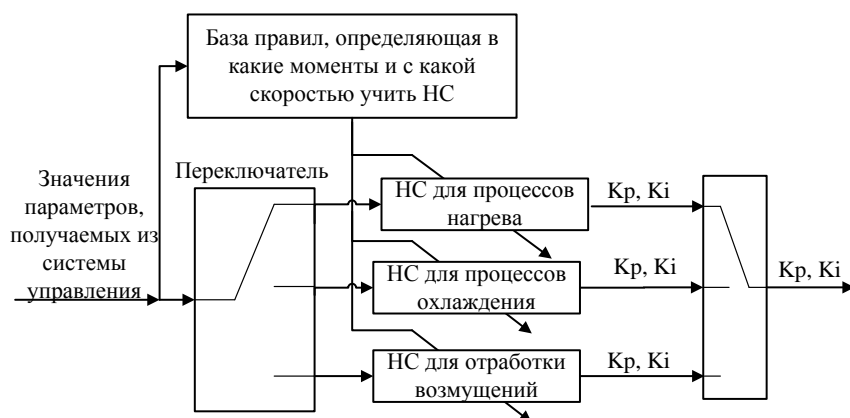 База правил, определяющая в
какие моменты и с какой
скоростью учить НС
Значения
параметров,
получаемых из
системы
управления
Переключатель
НС для процессов
нагрева
Kp, Ki
НС для процессов
охлаждения
Kp, Ki
НС для отработки
возмущений
Kp, Ki
Kp, Ki